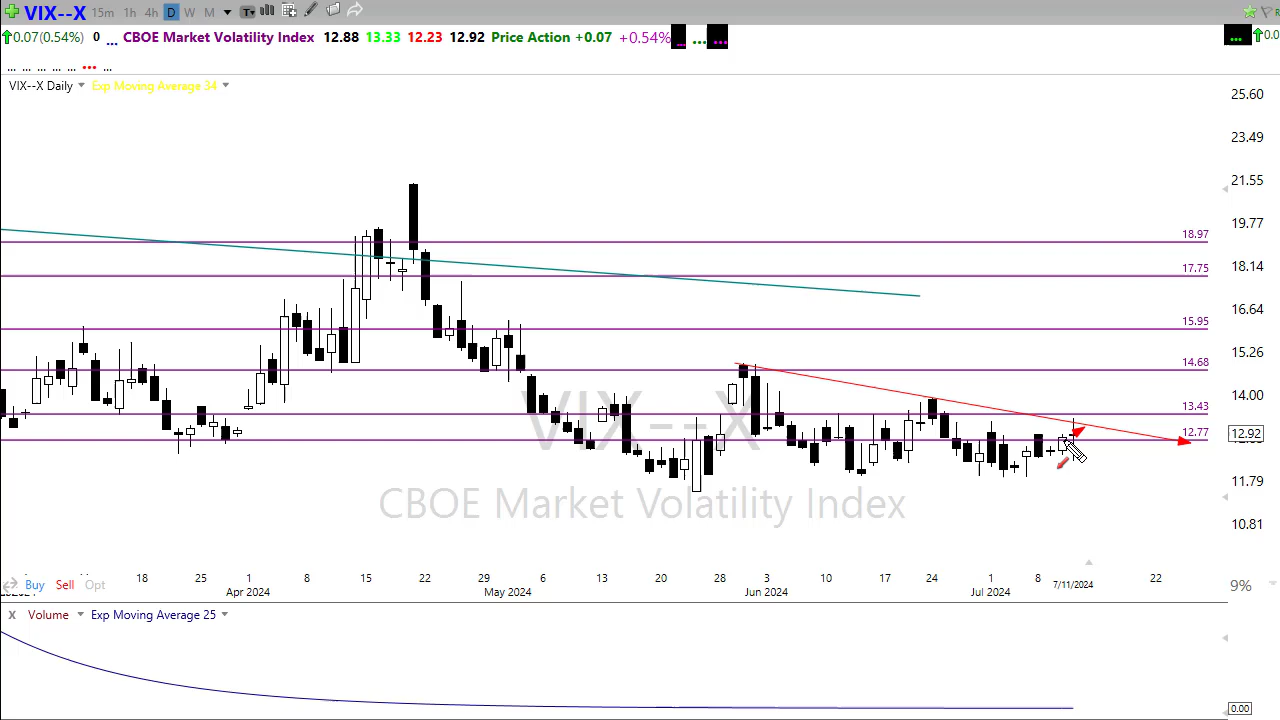 VIX--X 15m 1h 4h D W M
0.07(0.54%) 0 ... CBOE Market Volatility Index 12.88 13.33 12.23 12.92 Price Action +0.07 +0.54% ... ... ... ... 0.0
... ... ... ... ... ... ...
VIX--X Daily Exp Moving Average 34
25.60
23.49
21.55
19.77
18.97
18.14
17.75
16.64
15.95
15.26
14.68
14.00
13.43
VIX--X
12.77
12.92
11.79
CBOE Market Volatility Index
10.81
18 25 1 8 15 22 29 6 13 20 28 3 10 17 24 1 8 7/11/2024 22
Buy Sell Opt 9%
Apr 2024 May 2024 Jun 2024 Jul 2024
X Volume Exp Moving Average 25
0.00